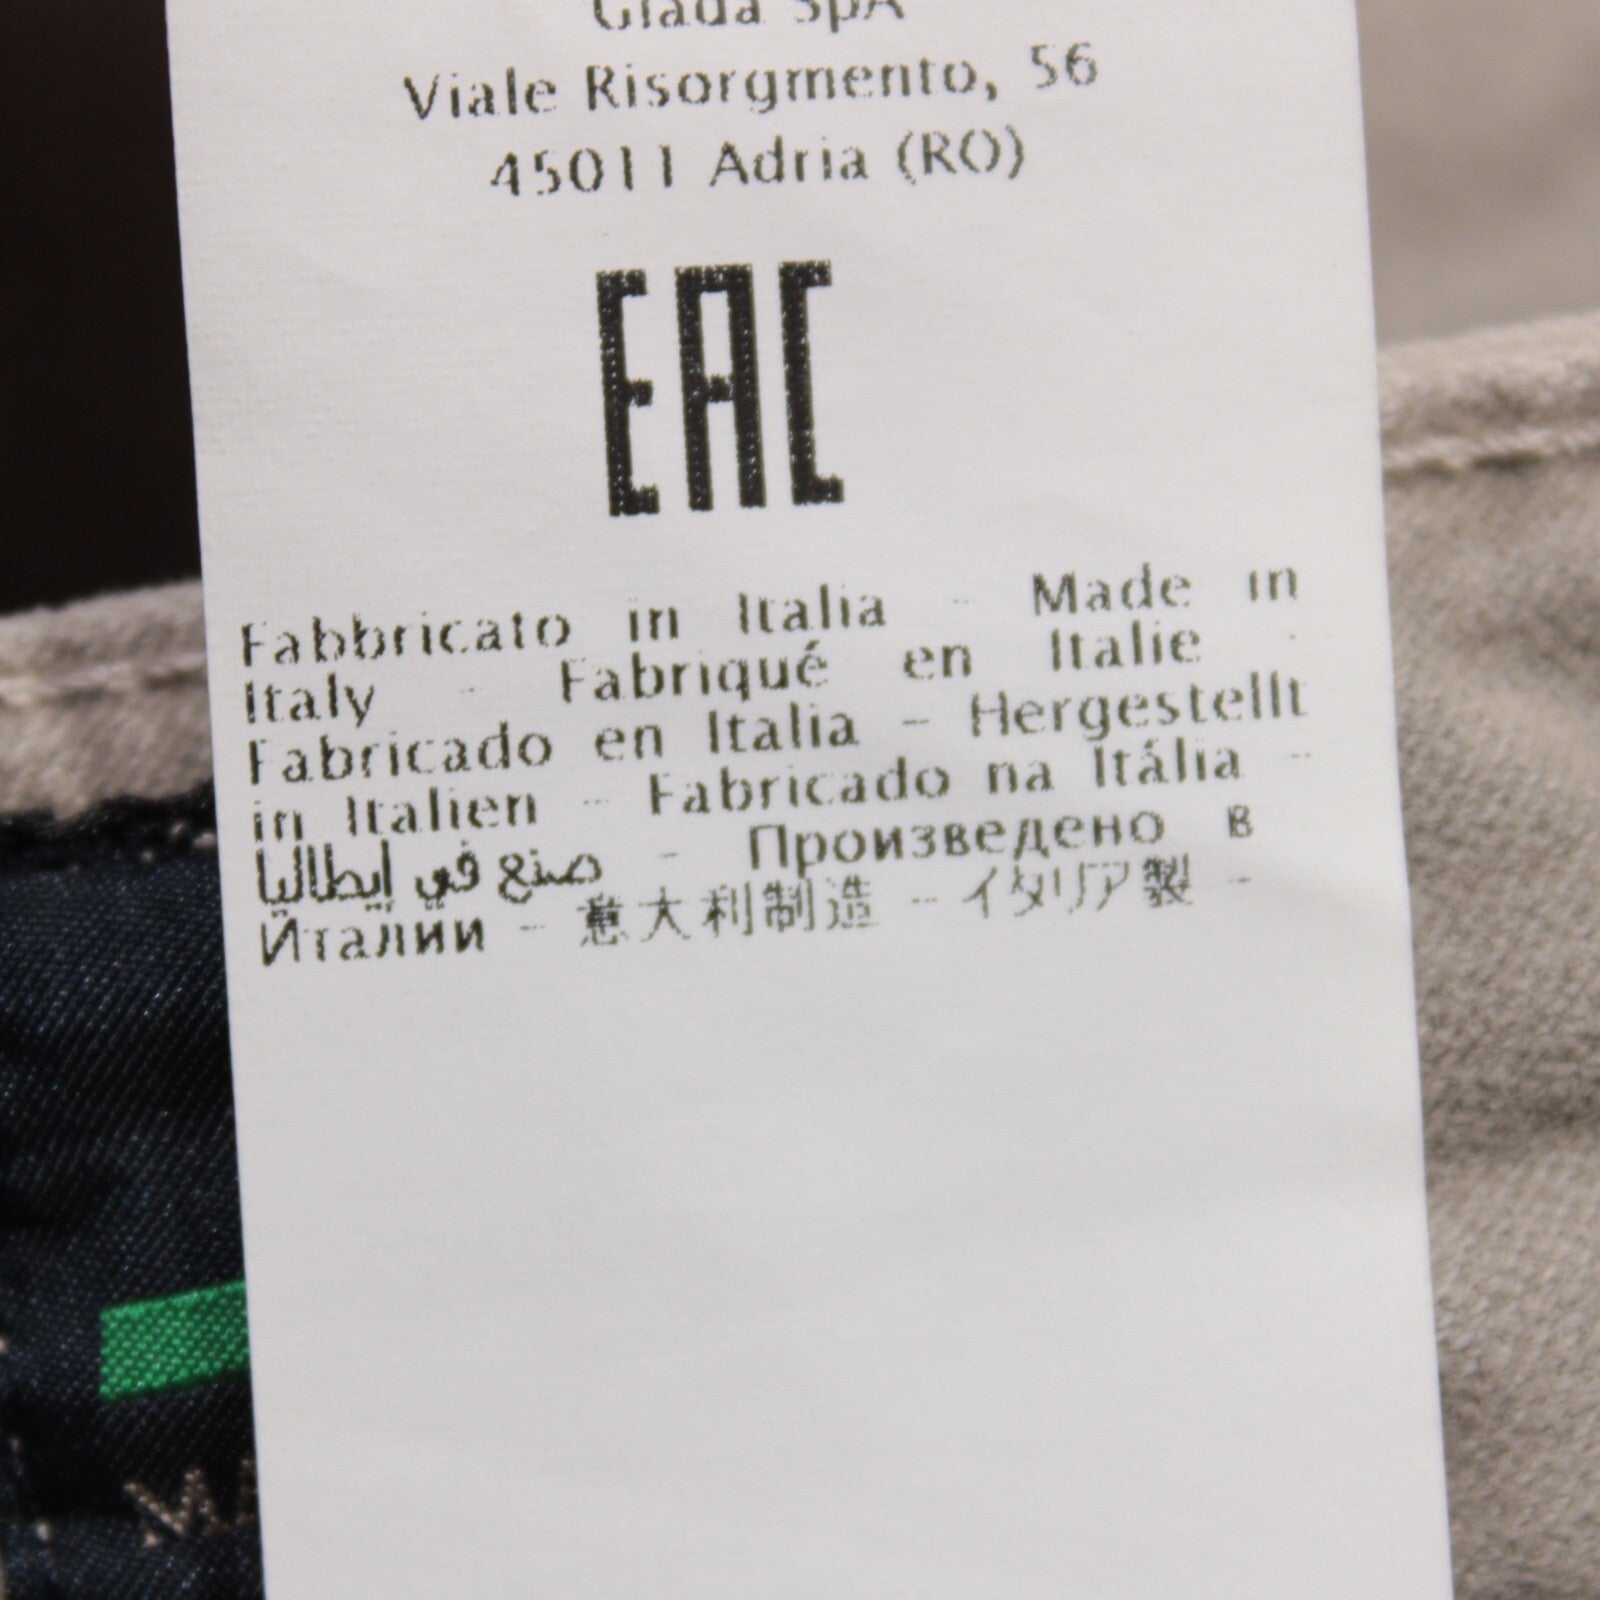 Giada SpA
Viale Risorgmento, 56
45011 Adria (RO)
EAC
Fabbricato in Italia - Made in
Italy - Fabriqué en Italie -
Fabricado en Italia - Hergestellt
in Italien - Fabricado na Itália -
صنع في إيطاليا - Произведено в
Италии - 意大利制造 - イタリア製 -